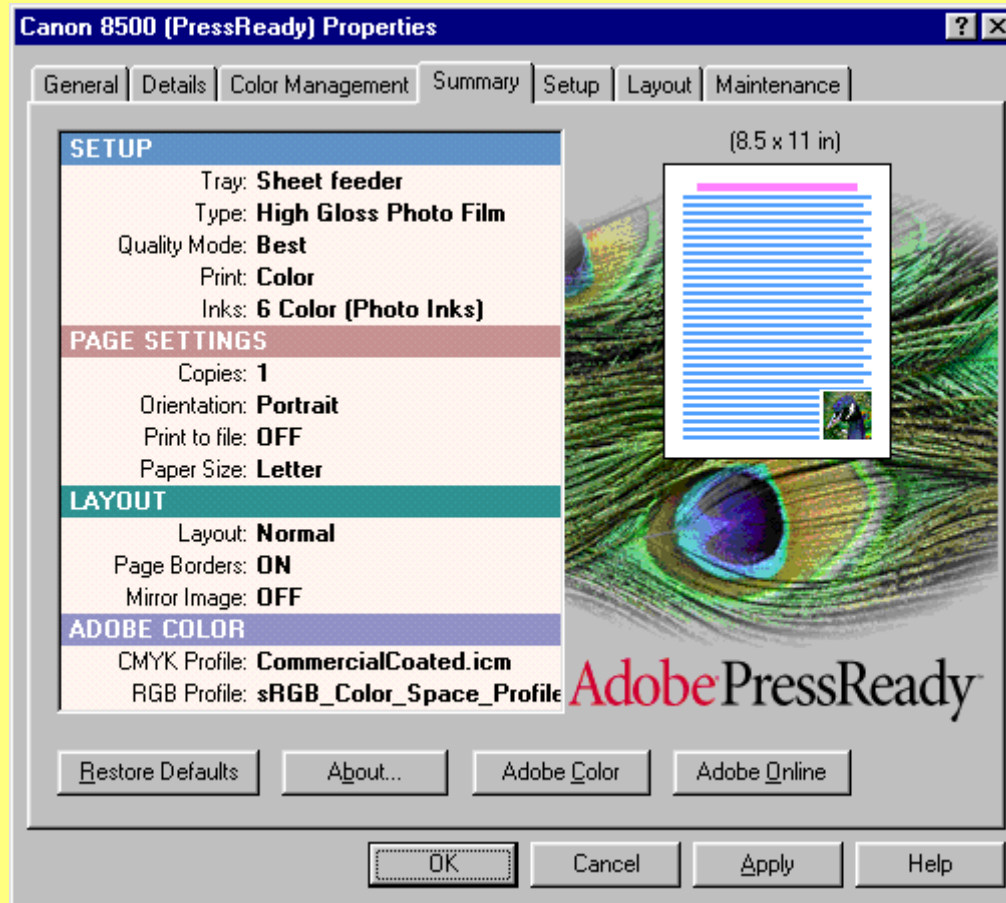 Canon 8500 (PressReady) Properties
General Details Color Management Summary Setup Layout Maintenance
SETUP
Tray: Sheet feeder
Type: High Gloss Photo Film
Quality Mode: Best
Print: Color
Inks: 6 Color (Photo Inks)
PAGE SETTINGS
Copies: 1
Orientation: Portrait
Print to file: OFF
Paper Size: Letter
LAYOUT
Layout: Normal
Page Borders: ON
Mirror Image: OFF
ADOBE COLOR
CMYK Profile: CommercialCoated.icm
RGB Profile: sRGB_Color_Space_Profile
(8.5 x 11 in)
Adobe PressReady
Restore Defaults About... Adobe Color Adobe Online
OK Cancel Apply Help